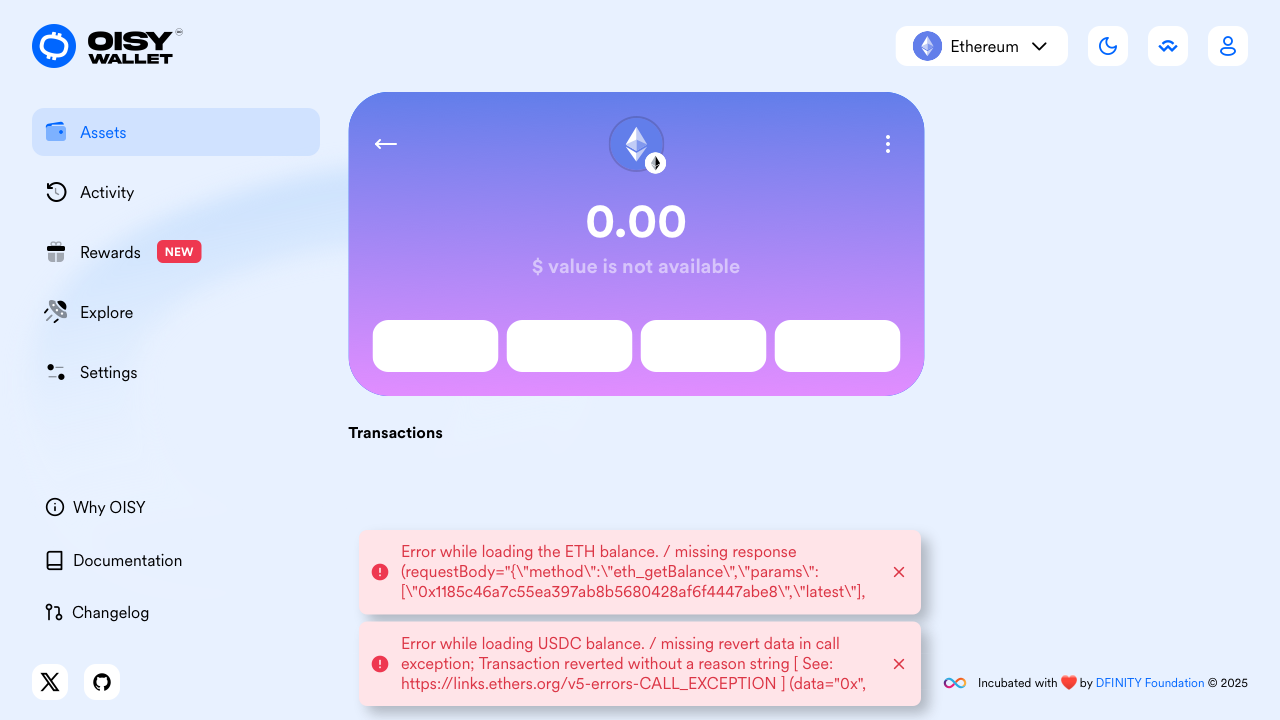 OISY
WALLET
Ethereum
Assets
Activity
Rewards NEW
Explore
Settings
Why OISY
Documentation
Changelog
0.00
$ value is not available
Transactions
Error while loading the ETH balance. / missing response
(requestBody="{\"method\":\"eth_getBalance\",\"params\":
[\"0x1185c46a7c55ea397ab8b5680428af6f4447abe8\",\"latest\"],
Error while loading USDC balance. / missing revert data in call
exception; Transaction reverted without a reason string [ See:
https://links.ethers.org/v5-errors-CALL_EXCEPTION ] (data="0x",
Incubated with ❤️ by DFINITY Foundation © 2025